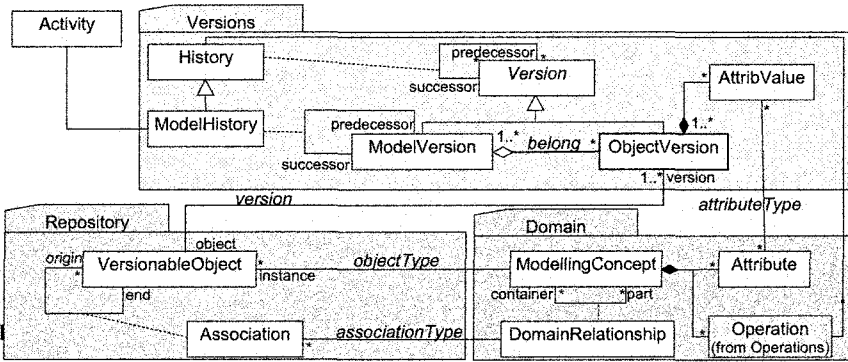 Versions
Activity
History
predecessor
*
*
Version
successor
AttribValue
*
*
ModelHistory
predecessor
successor
ModelVersion
1..*
belong
*
ObjectVersion
1..*
1..*
version
version
attributeType
Repository
Domain
object
origin
*
VersionableObject
*
instance
end
objectType
ModellingConcept
*
*
Attribute
container
*
*
part
Association
*
associationType
DomainRelationship
*
Operation
(from Operations)